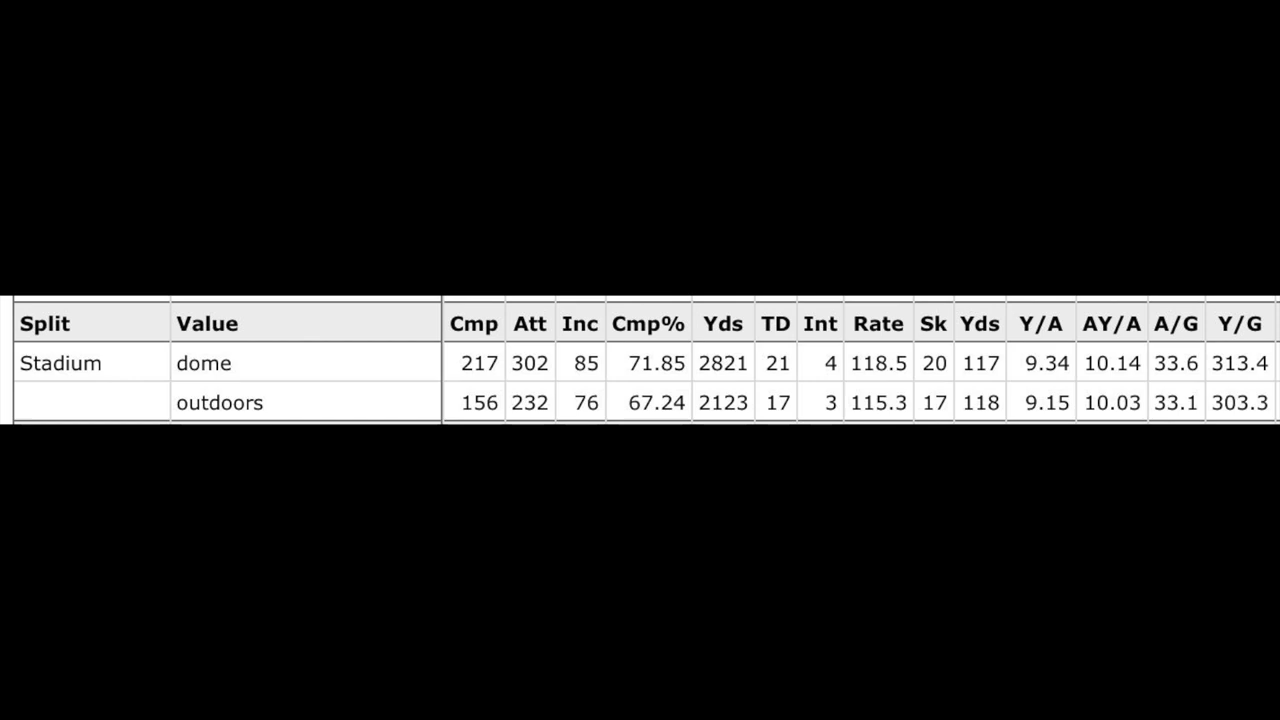 Split Value Cmp Att Inc Cmp% Yds TD Int Rate Sk Yds Y/A AY/A A/G Y/G
Stadium dome 217 302 85 71.85 2821 21 4 118.5 20 117 9.34 10.14 33.6 313.4
outdoors 156 232 76 67.24 2123 17 3 115.3 17 118 9.15 10.03 33.1 303.3